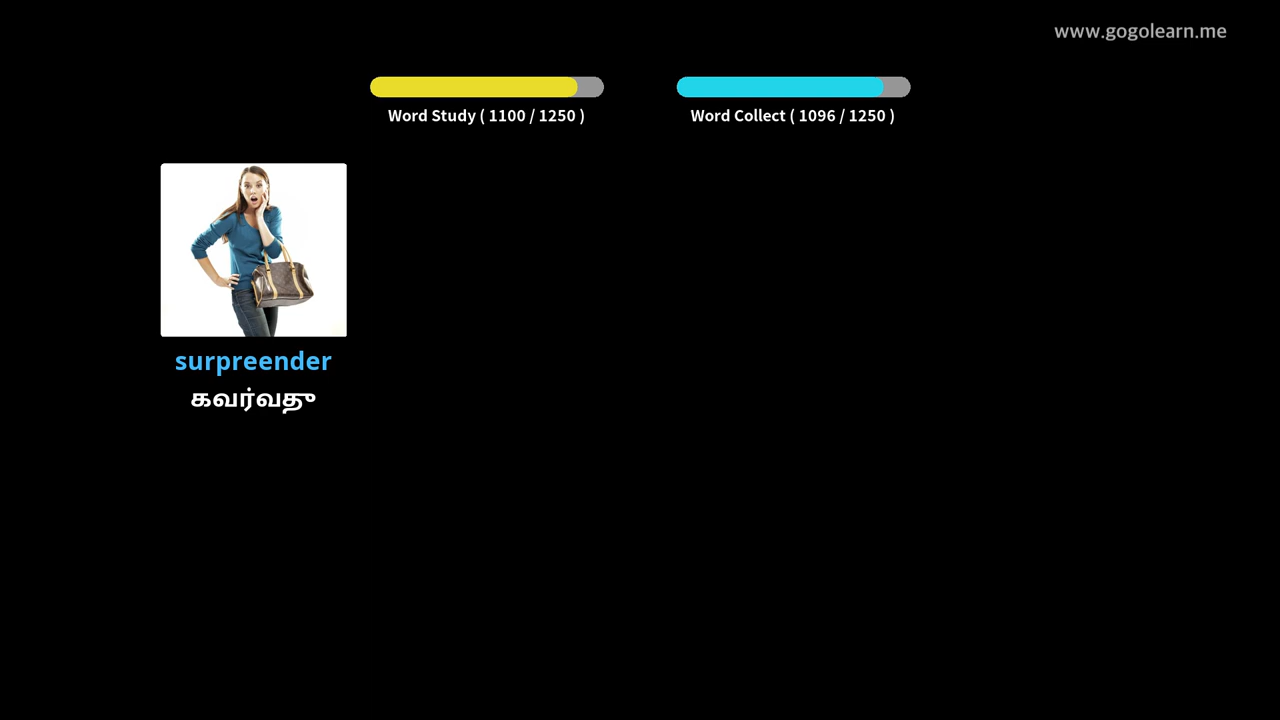 www.gogolearn.me
Word Study ( 1100 / 1250 )
Word Collect ( 1096 / 1250 )
surpreender
கவர்வது